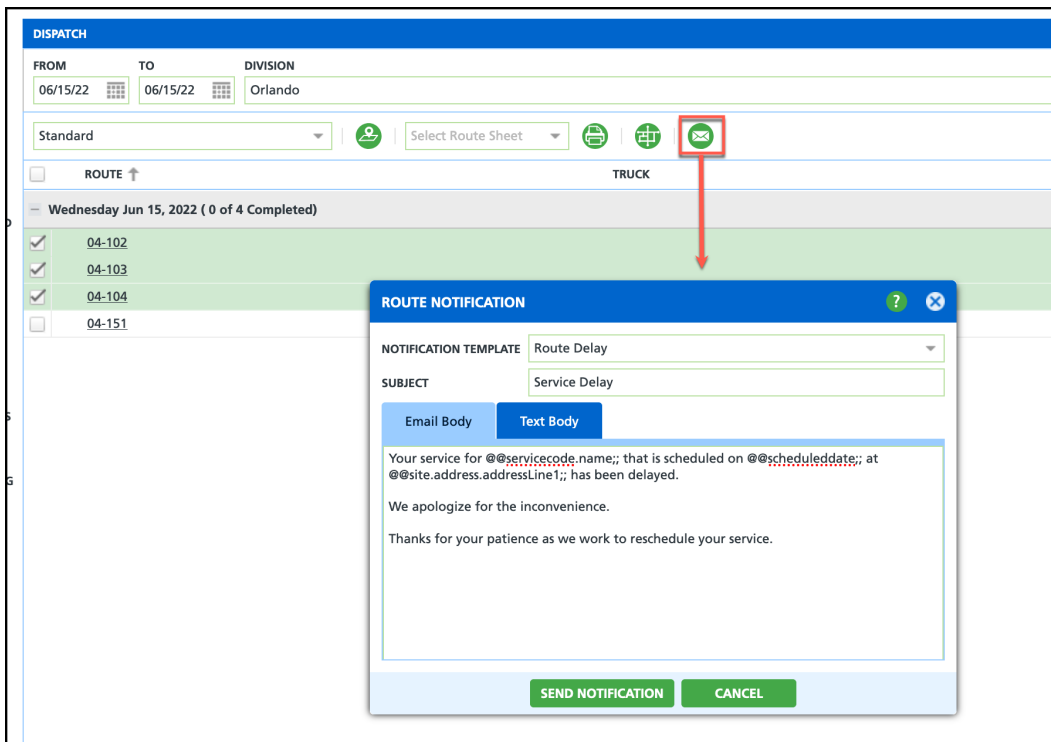 DISPATCH
FROM TO DIVISION
06/15/22 06/15/22 Orlando
Standard Select Route Sheet
ROUTE TRUCK
Wednesday Jun 15, 2022 ( 0 of 4 Completed)
04-102
04-103
04-104
04-151
ROUTE NOTIFICATION ?
NOTIFICATION TEMPLATE Route Delay
SUBJECT Service Delay
Email Body Text Body
Your service for @@servicecode.name;; that is scheduled on @@scheduleddate;; at
@@site.address.addressLine1;; has been delayed.
We apologize for the inconvenience.
Thanks for your patience as we work to reschedule your service.
SEND NOTIFICATION CANCEL